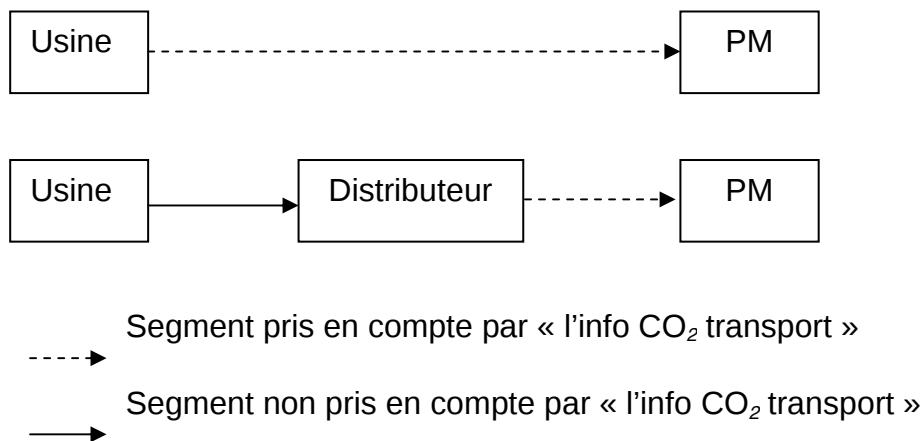 Usine
PM
Usine
Distributeur
PM
Segment pris en compte par « l’info CO₂ transport »
Segment non pris en compte par « l’info CO₂ transport »